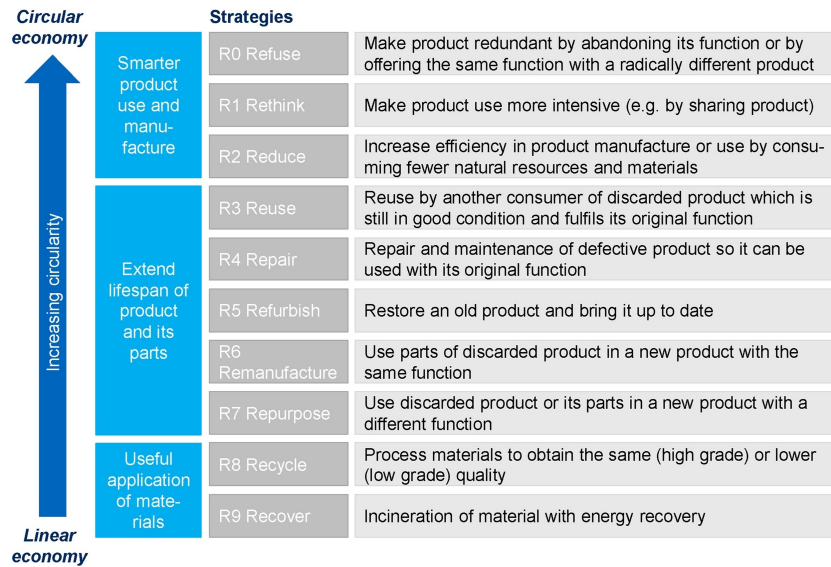 Circular
economy
Strategies
Increasing circularity
Linear
economy
Smarter
product
use and
manu-
facture
R0 Refuse
Make product redundant by abandoning its function or by
offering the same function with a radically different product
R1 Rethink
Make product use more intensive (e.g. by sharing product)
R2 Reduce
Increase efficiency in product manufacture or use by consu-
ming fewer natural resources and materials
Extend
lifespan of
product
and its
parts
R3 Reuse
Reuse by another consumer of discarded product which is
still in good condition and fulfils its original function
R4 Repair
Repair and maintenance of defective product so it can be
used with its original function
R5 Refurbish
Restore an old product and bring it up to date
R6
Remanufacture
Use parts of discarded product in a new product with the
same function
R7 Repurpose
Use discarded product or its parts in a new product with a
different function
Useful
application
of mate-
rials
R8 Recycle
Process materials to obtain the same (high grade) or lower
(low grade) quality
R9 Recover
Incineration of material with energy recovery